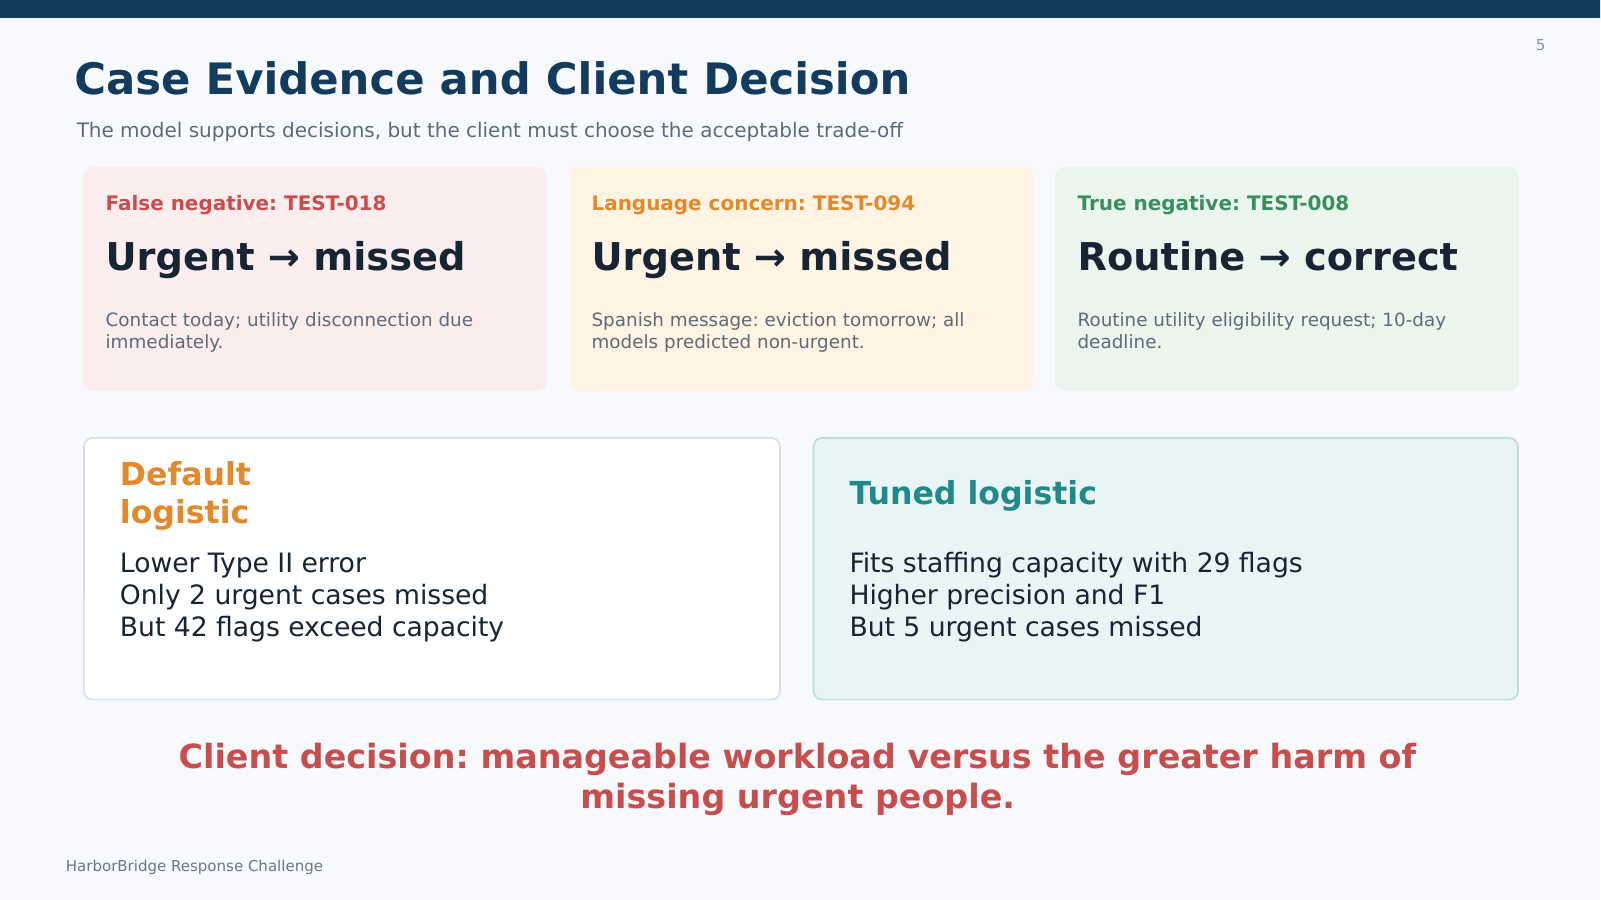 5
Case Evidence and Client Decision
The model supports decisions, but the client must choose the acceptable trade-off
False negative: TEST-018
Urgent → missed
Contact today; utility disconnection due
immediately.
Language concern: TEST-094
Urgent → missed
Spanish message: eviction tomorrow; all
models predicted non-urgent.
True negative: TEST-008
Routine → correct
Routine utility eligibility request; 10-day
deadline.
Default
logistic
Lower Type II error
Only 2 urgent cases missed
But 42 flags exceed capacity
Tuned logistic
Fits staffing capacity with 29 flags
Higher precision and F1
But 5 urgent cases missed
Client decision: manageable workload versus the greater harm of
missing urgent people.
HarborBridge Response Challenge